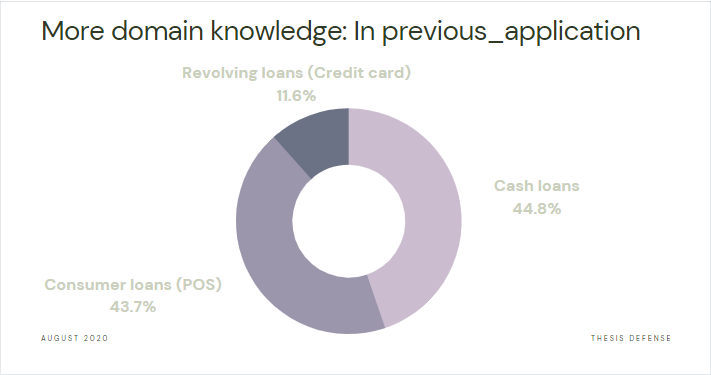 More domain knowledge: In previous_application
Revolving loans (Credit card)
11.6%
Cash loans
44.8%
Consumer loans (POS)
43.7%
AUGUST 2020
THESIS DEFENSE